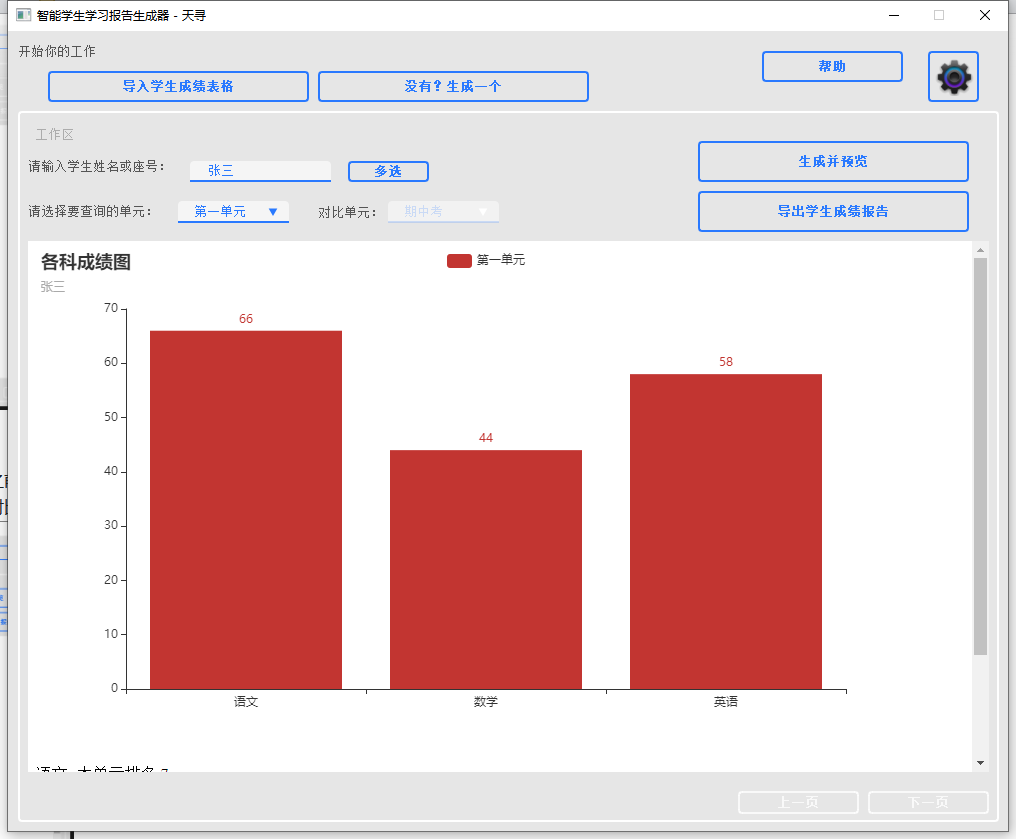 智能学生学习报告生成器 - 天寻
开始你的工作
导入学生成绩表格
没有？生成一个
帮助
工作区
请输入学生姓名或座号：
张三
多选
生成并预览
请选择要查询的单元：
第一单元
对比单元：
期中考
导出学生成绩报告
各科成绩图
第一单元
张三
70
60
50
40
30
20
10
0
66
44
58
语文
数学
英语
上一页
下一页